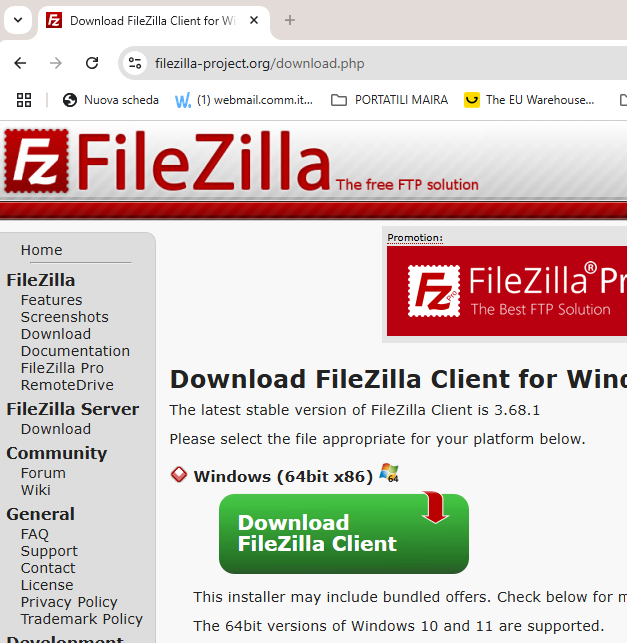 Download FileZilla Client for Wi
filezilla-project.org/download.php
Nuova scheda
(1) webmail.comm.it...
PORTATILI MAIRA
The EU Warehouse...
FileZilla The free FTP solution
Home
FileZilla
Features
Screenshots
Download
Documentation
FileZilla Pro
RemoteDrive
FileZilla Server
Download
Community
Forum
Wiki
General
FAQ
Support
Contact
License
Privacy Policy
Trademark Policy
Development
Promotion:
Fz Pro
FileZilla® Pr
The Best FTP Solution
Download FileZilla Client for Wind
The latest stable version of FileZilla Client is 3.68.1
Please select the file appropriate for your platform below.
Windows (64bit x86) 64
Download
FileZilla Client
This installer may include bundled offers. Check below for m
The 64bit versions of Windows 10 and 11 are supported.